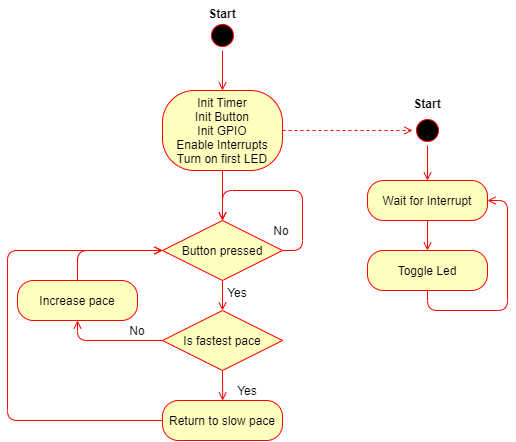 Start
Init Timer
Init Button
Init GPIO
Enable Interrupts
Turn on first LED
Start
Wait for Interrupt
Toggle Led
Button pressed
No
Yes
Increase pace
No
Is fastest pace
Yes
Return to slow pace